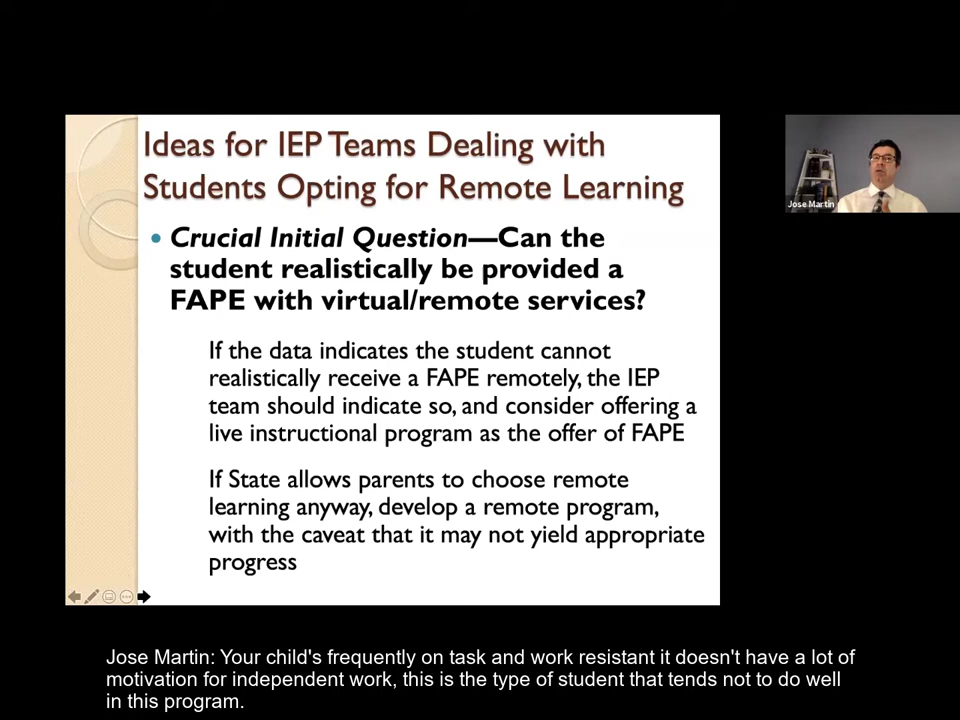 Ideas for IEP Teams Dealing with
Students Opting for Remote Learning
• Crucial Initial Question—Can the
student realistically be provided a
FAPE with virtual/remote services?
If the data indicates the student cannot
realistically receive a FAPE remotely, the IEP
team should indicate so, and consider offering a
live instructional program as the offer of FAPE
If State allows parents to choose remote
learning anyway, develop a remote program,
with the caveat that it may not yield appropriate
progress
Jose Martin
Jose Martin: Your child's frequently on task and work resistant it doesn't have a lot of
motivation for independent work, this is the type of student that tends not to do well
in this program.